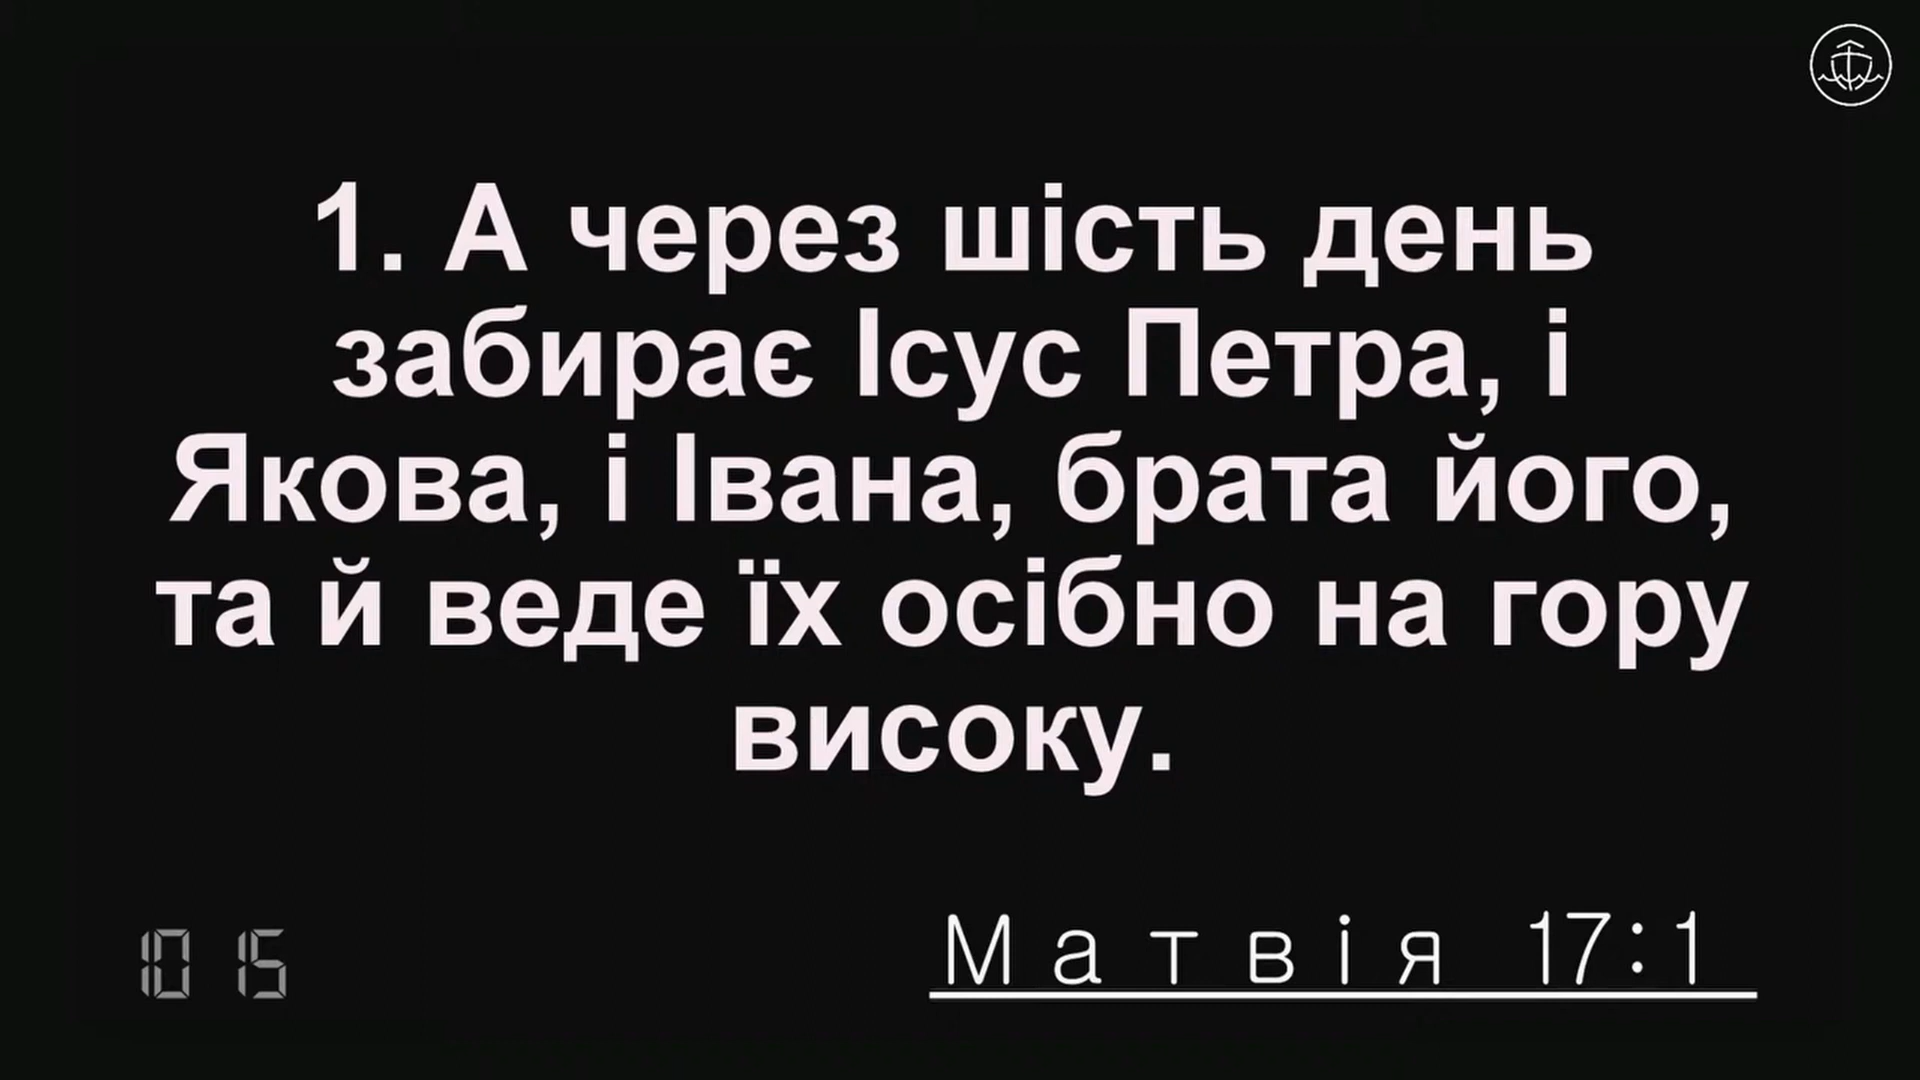 1. А через шість день
забирає Ісус Петра, і
Якова, і Івана, брата його,
та й веде їх осібно на гору
високу.
10 15
Матвія 17:1